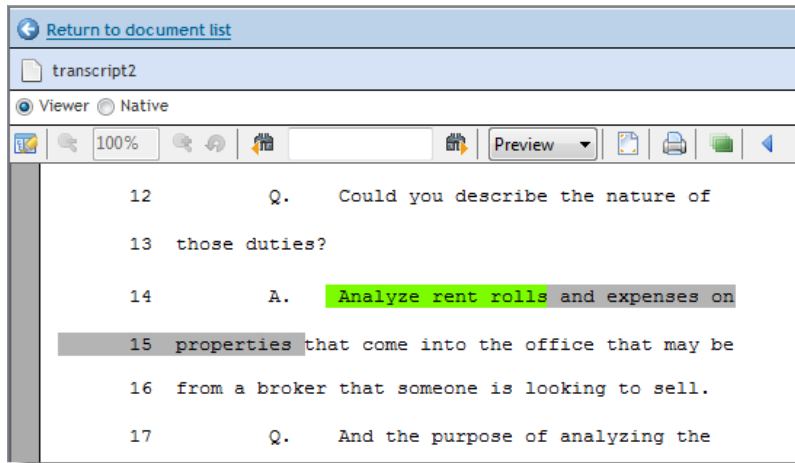 Return to document list
transcript2
Viewer Native
100% Preview
12 Q. Could you describe the nature of
13 those duties?
14 A. Analyze rent rolls and expenses on
15 properties that come into the office that may be
16 from a broker that someone is looking to sell.
17 Q. And the purpose of analyzing the